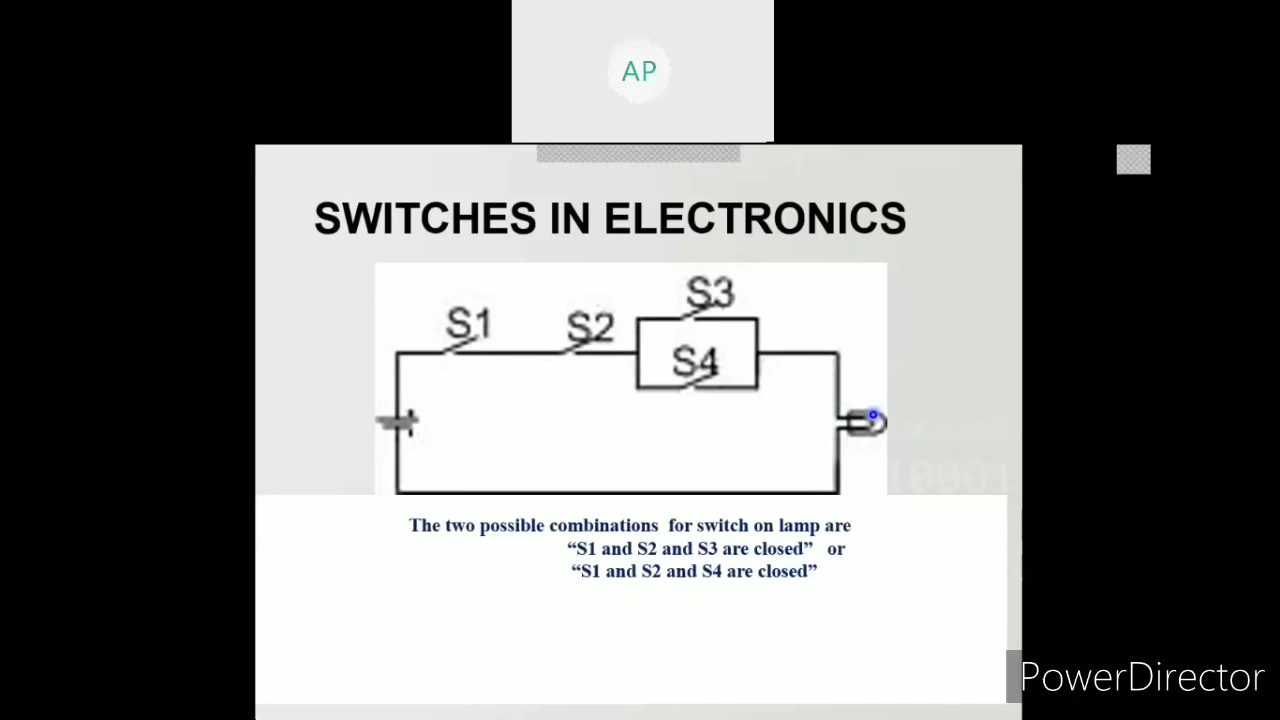 AP
SWITCHES IN ELECTRONICS
S3
S1
S2
S4
The two possible combinations for switch on lamp are
“S1 and S2 and S3 are closed” or
“S1 and S2 and S4 are closed”
PowerDirector